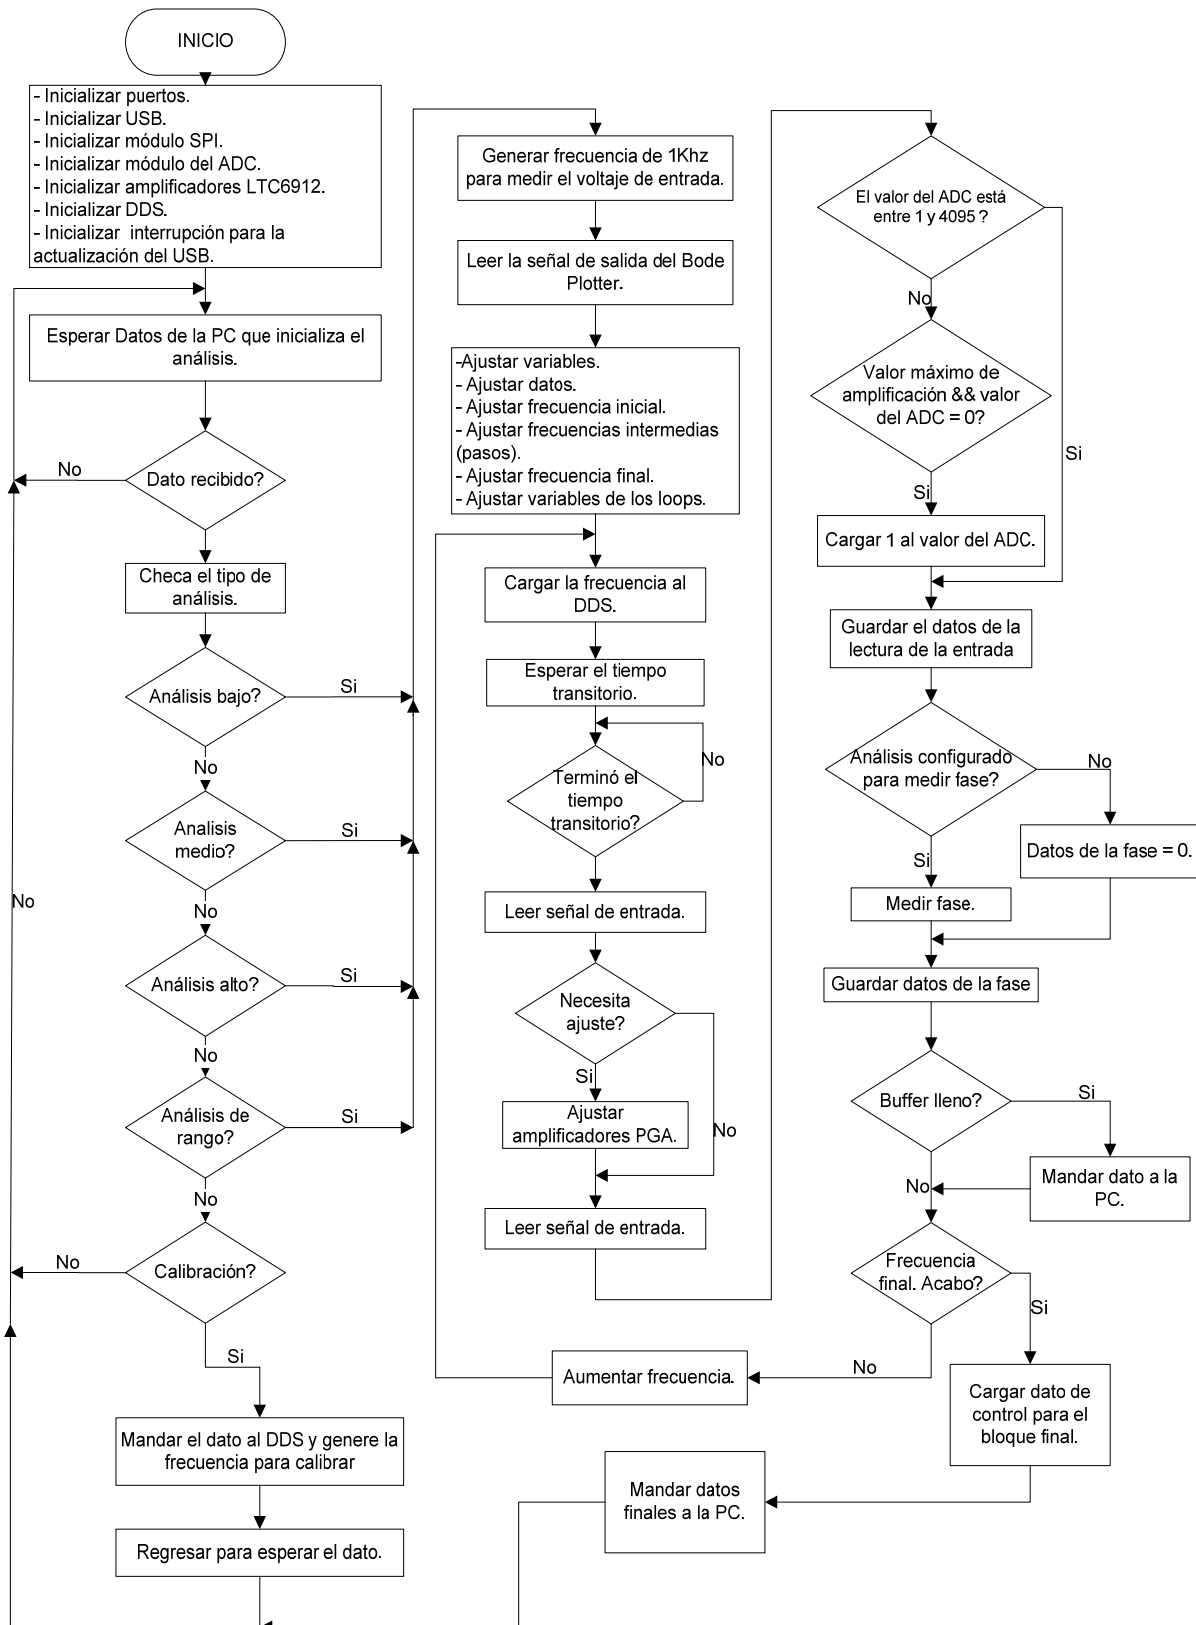 INICIO
- Inicializar puertos.
- Inicializar USB.
- Inicializar módulo SPI.
- Inicializar módulo del ADC.
- Inicializar amplificadores LTC6912.
- Inicializar DDS.
- Inicializar interrupción para la
actualización del USB.
Esperar Datos de la PC que inicializa el
análisis.
No
Dato recibido?
Checa el tipo de
análisis.
Análisis bajo?
Si
No
Analisis
medio?
Si
No
Análisis alto?
Si
No
Análisis de
rango?
Si
No
No
Calibración?
No
Si
Mandar el dato al DDS y genere la
frecuencia para calibrar
Regresar para esperar el dato.
Generar frecuencia de 1Khz
para medir el voltaje de entrada.
Leer la señal de salida del Bode
Plotter.
-Ajustar variables.
- Ajustar datos.
- Ajustar frecuencia inicial.
- Ajustar frecuencias intermedias
(pasos).
- Ajustar frecuencia final.
- Ajustar variables de los loops.
Cargar la frecuencia al
DDS.
Esperar el tiempo
transitorio.
No
Terminó el
tiempo
transitorio?
Leer señal de entrada.
Necesita
ajuste?
Si
Ajustar
amplificadores PGA.
No
Leer señal de entrada.
Aumentar frecuencia.
Mandar datos
finales a la PC.
El valor del ADC está
entre 1 y 4095 ?
No
Valor máximo de
amplificación && valor
del ADC = 0?
Si
Si
Cargar 1 al valor del ADC.
Guardar el datos de la
lectura de la entrada
Análisis configurado
para medir fase?
No
Datos de la fase = 0.
Si
Medir fase.
Guardar datos de la fase
Buffer lleno?
Si
Mandar dato a la
PC.
No
Frecuencia
final. Acabo?
Si
No
Cargar dato de
control para el
bloque final.